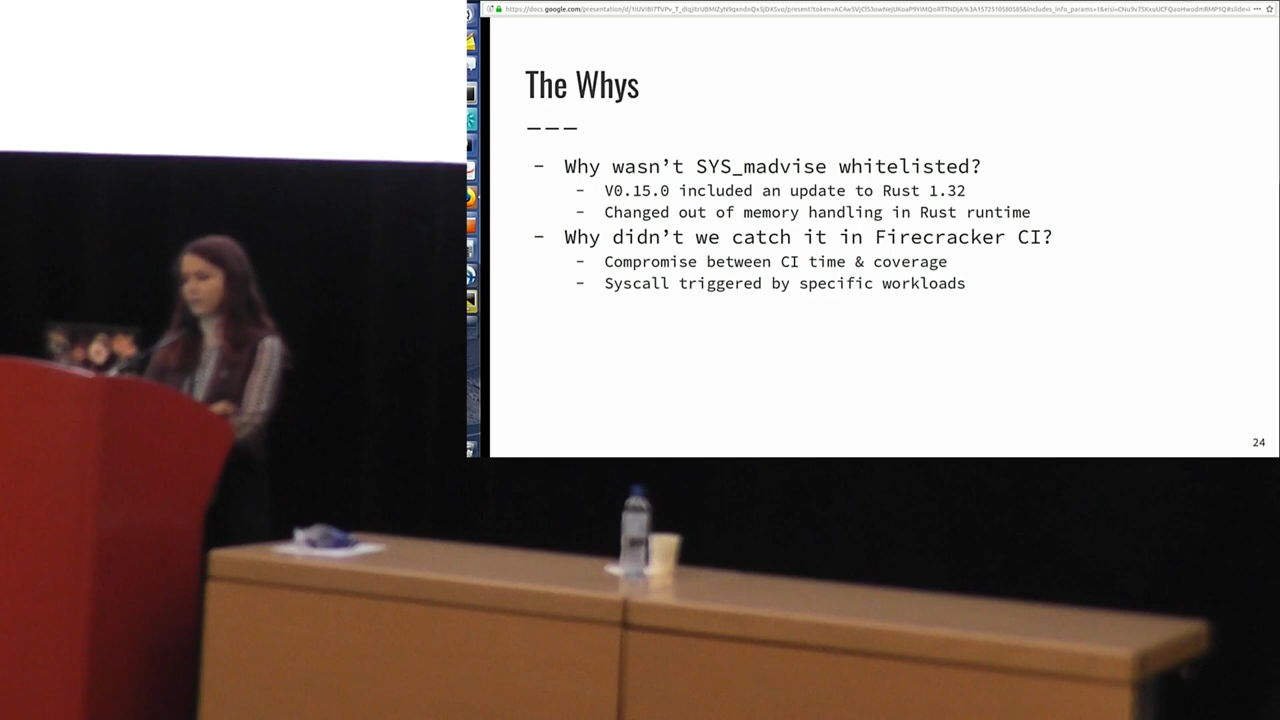 The Whys
- Why wasn't SYS_madvise whitelisted?
- V0.15.0 included an update to Rust 1.32
- Changed out of memory handling in Rust runtime
- Why didn't we catch it in Firecracker CI?
- Compromise between CI time & coverage
- Syscall triggered by specific workloads
24